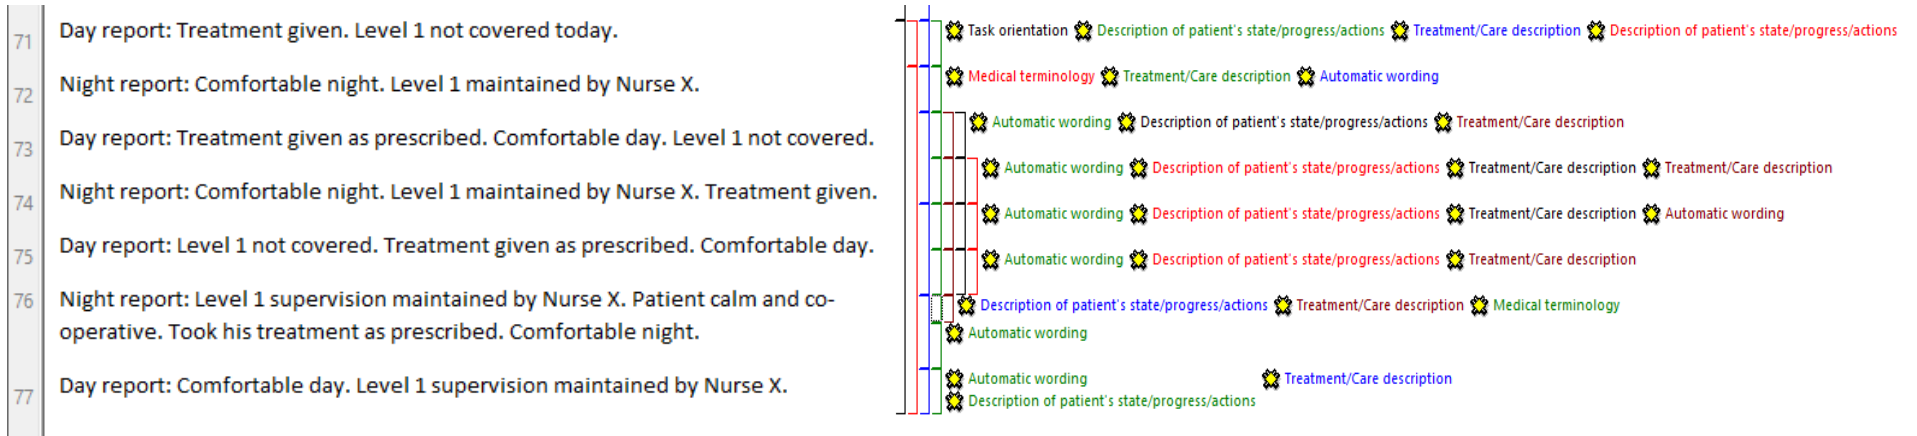 71 Day report: Treatment given. Level 1 not covered today. Task orientation Description of patient's state/progress/actions Treatment/Care description Description of patient's state/progress/actions
72 Night report: Comfortable night. Level 1 maintained by Nurse X. Medical terminology Treatment/Care description Automatic wording
73 Day report: Treatment given as prescribed. Comfortable day. Level 1 not covered. Automatic wording Description of patient's state/progress/actions Treatment/Care description
74 Night report: Comfortable night. Level 1 maintained by Nurse X. Treatment given. Automatic wording Description of patient's state/progress/actions Treatment/Care description Treatment/Care description
Automatic wording Description of patient's state/progress/actions Treatment/Care description Automatic wording
75 Day report: Level 1 not covered. Treatment given as prescribed. Comfortable day. Automatic wording Description of patient's state/progress/actions Treatment/Care description
76 Night report: Level 1 supervision maintained by Nurse X. Patient calm and co- Description of patient's state/progress/actions Treatment/Care description Medical terminology
operative. Took his treatment as prescribed. Comfortable night. Automatic wording
77 Day report: Comfortable day. Level 1 supervision maintained by Nurse X. Automatic wording Treatment/Care description
Description of patient's state/progress/actions